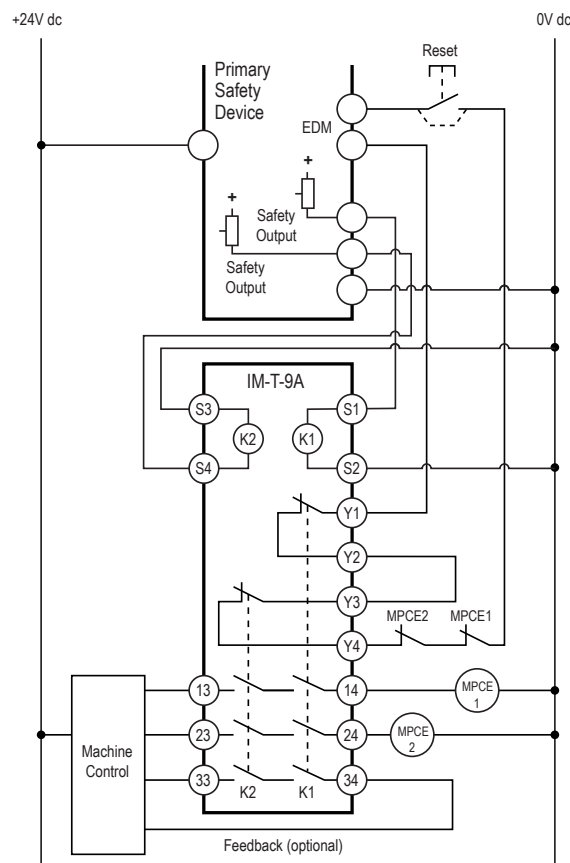 +24V dc
0V dc
Reset
Primary
Safety
Device
EDM
+
+
Safety
Output
Safety
Output
IM-T-9A
S3
S1
K2
K1
S4
S2
Y1
Y2
Y3
MPCE2
MPCE1
Y4
13
14
MPCE
1
23
24
MPCE
2
Machine
Control
33
34
K2
K1
Feedback (optional)